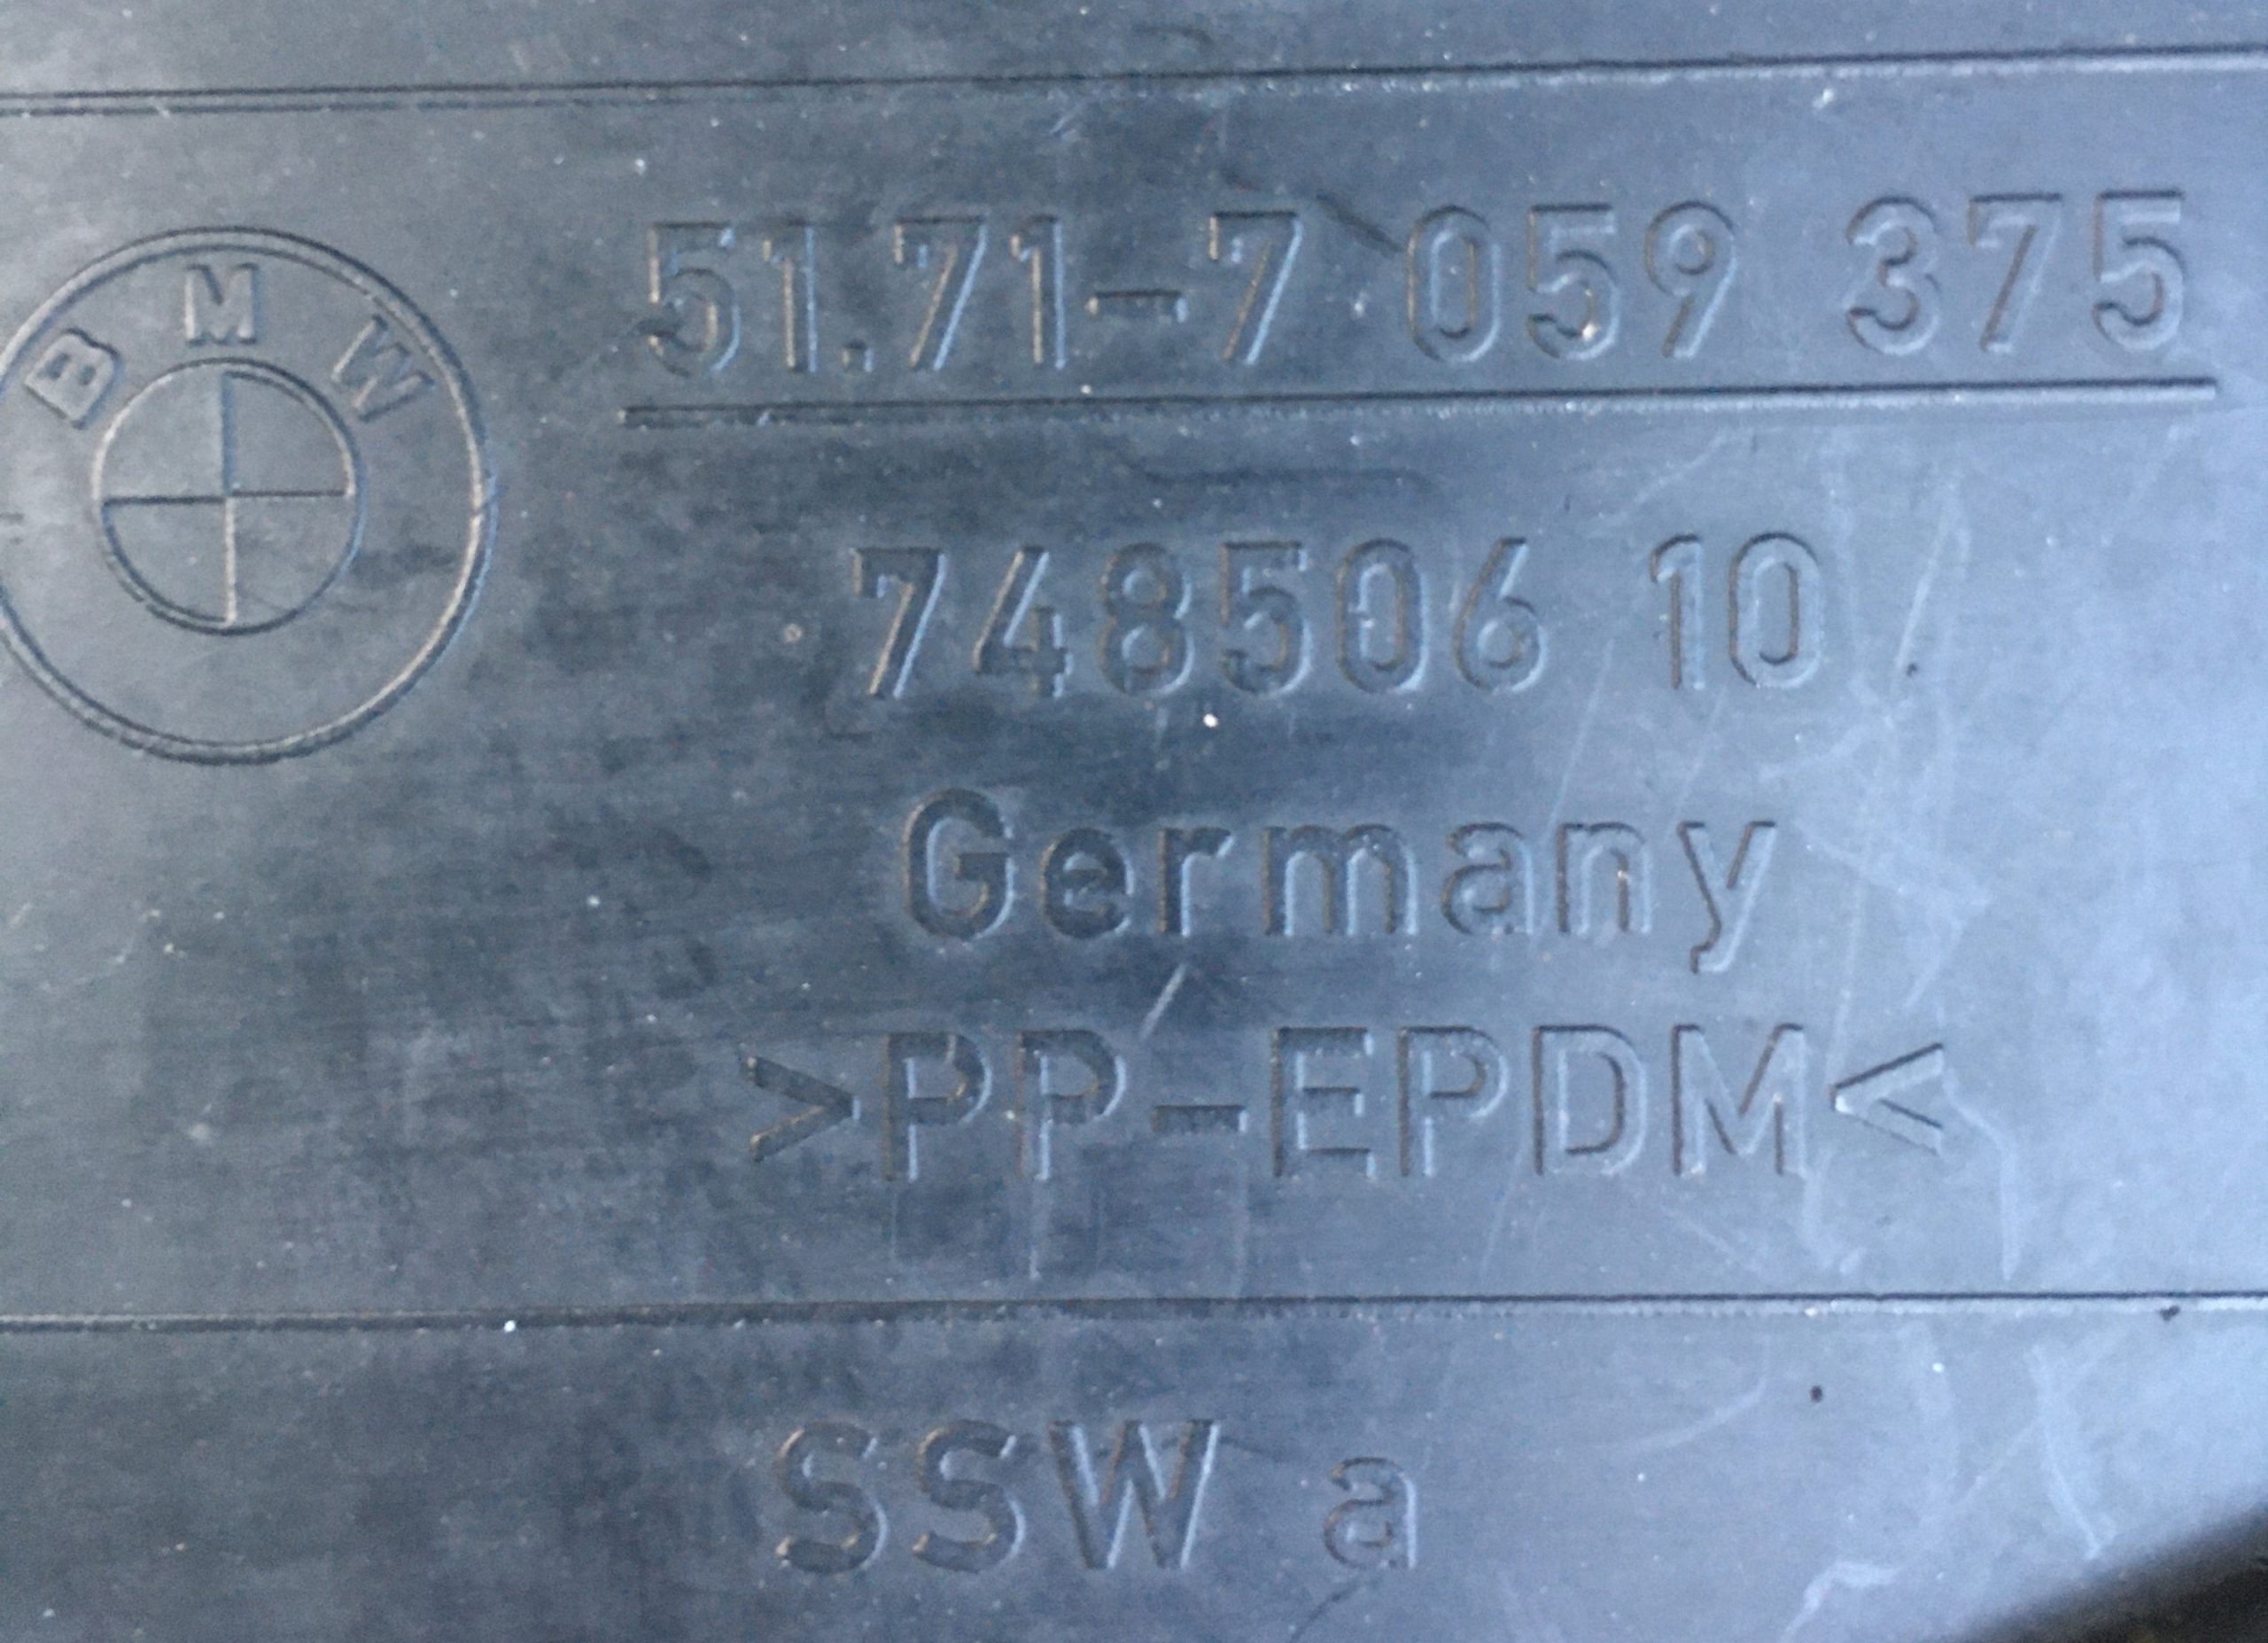 BMW
51.71-7 059 375
748506 10
Germany
>PP-EPDM<
SSW a